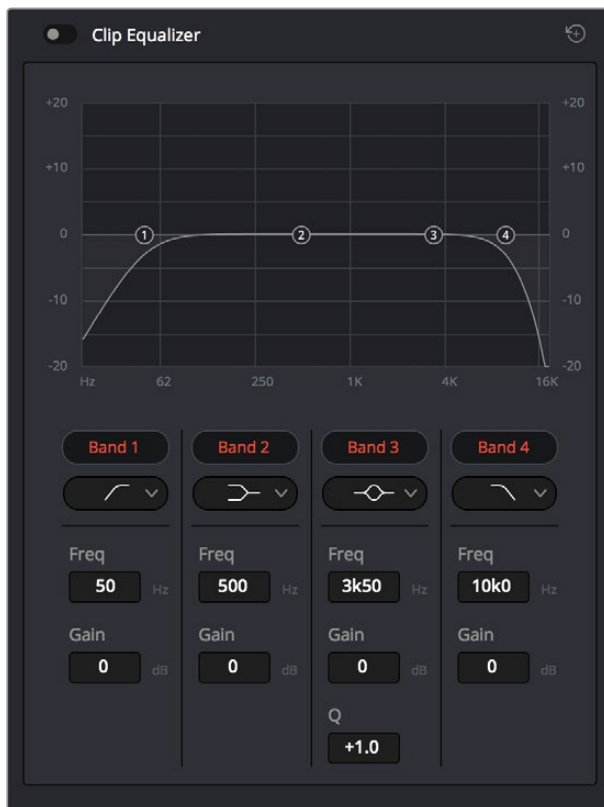 Clip Equalizer
+20 +20
+10 +10
0 1 2 3 4 0
-10 -10
-20 -20
Hz 62 250 1K 4K 16K
Band 1 Band 2 Band 3 Band 4
Freq Freq Freq Freq
50 Hz 500 Hz 3k50 Hz 10k0 Hz
Gain Gain Gain Gain
0 dB 0 dB 0 dB 0 dB
Q
+1.0